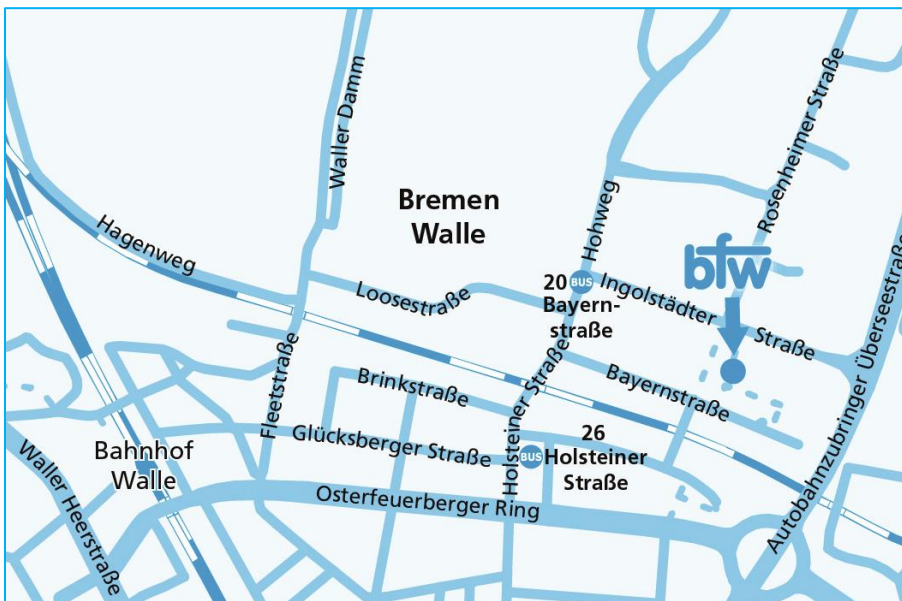 Waller Damm
Bremen
Walle
Hohweg
Rosenheimer Straße
Hagenweg
bfw
Loosestraße
20 BUS
Bayern-
straße
Ingolstädter
Straße
Autobahnzubringer Überseestraße
Fleetstraße
Brinkstraße
Holsteiner Straße
Bayernstraße
Glücksberger Straße
26
BUS Holsteiner
Straße
Bahnhof
Walle
Waller Heerstraße
Osterfeuerberger Ring